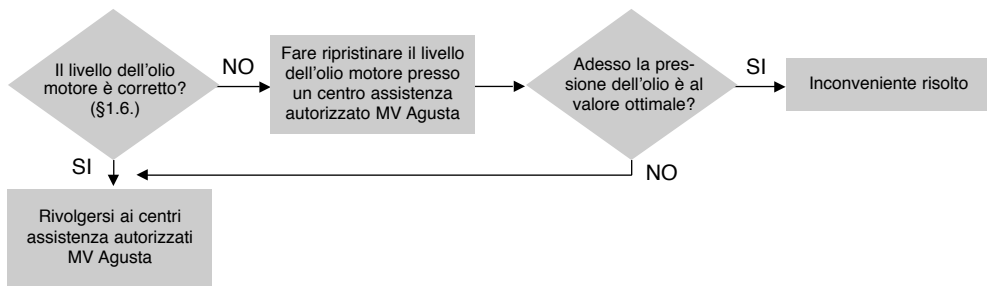 Il livello dell'olio
motore è corretto?
(§1.6.)
NO
Fare ripristinare il livello
dell'olio motore presso
un centro assistenza
autorizzato MV Agusta
Adesso la pres-
sione dell'olio è al
valore ottimale?
SI
Inconveniente risolto
SI
NO
Rivolgersi ai centri
assistenza autorizzati
MV Agusta